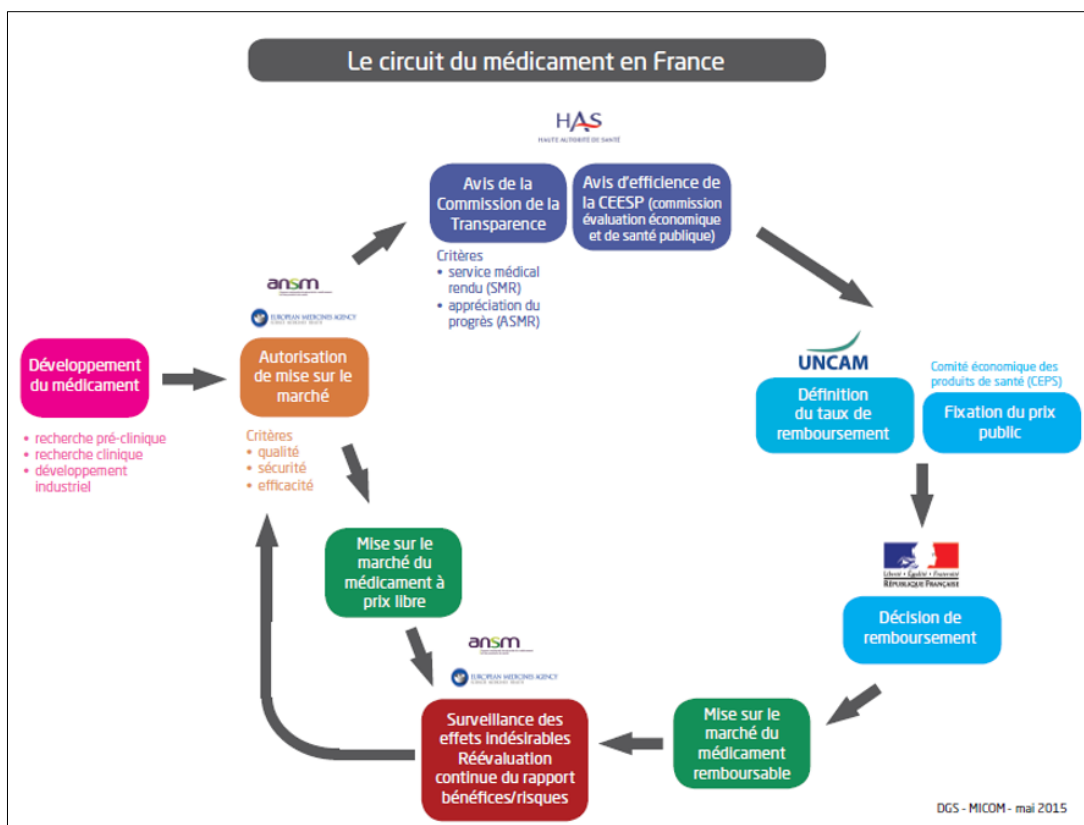 Le circuit du médicament en France
HAS
HAUTE AUTORITÉ DE SANTÉ
Avis de la
Commission de la
Transparence
Avis d'efficience de
la CEESP (commission
évaluation économique
et de santé publique)
Critères
• service médical
rendu (SMR)
• appréciation du
progrès (ASMR)
ansm
EUROPEAN MEDICINES AGENCY
Développement
du médicament
Autorisation
de mise sur le
marché
• recherche pré-clinique
• recherche clinique
• développement
industriel
Critères
• qualité
• sécurité
• efficacité
UNCAM
Définition
du taux de
remboursement
Comité économique des
produits de santé (CEPS)
Fixation du prix
public
Mise sur le
marché du
médicament à
prix libre
Liberté • Égalité • Fraternité
RÉPUBLIQUE FRANÇAISE
Décision de
remboursement
ansm
EUROPEAN MEDICINES AGENCY
Surveillance des
effets indésirables
Réévaluation
continue du rapport
bénéfices/risques
Mise sur le
marché du
médicament
remboursable
DGS - MICOM - mai 2015